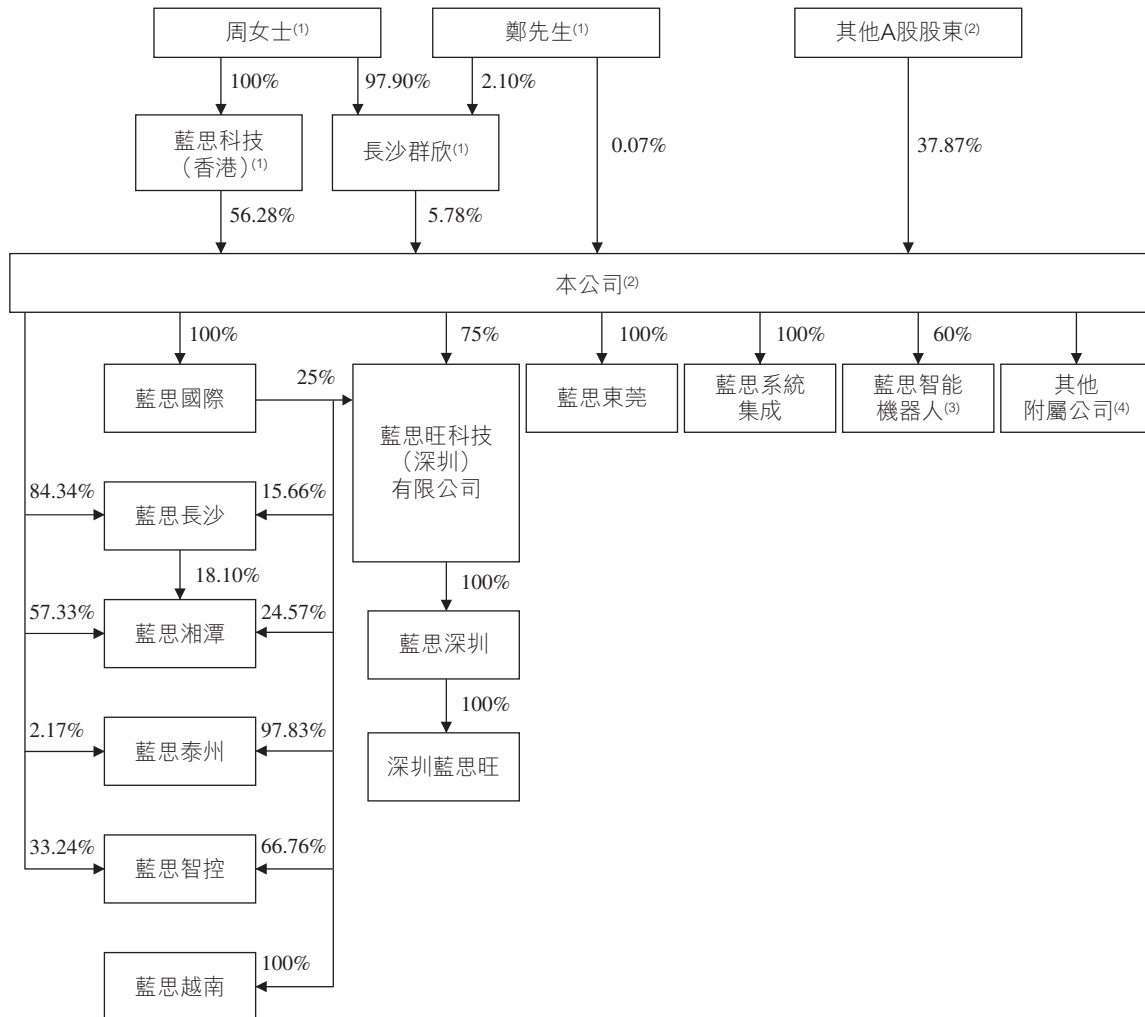 周女士(1)
鄭先生(1)
其他A股股東(2)
100%
97.90%
2.10%
藍思科技
（香港）(1)
長沙群欣(1)
0.07%
37.87%
56.28%
5.78%
本公司(2)
100%
75%
100%
100%
60%
藍思國際
25%
藍思旺科技
（深圳）
有限公司
藍思東莞
藍思系統
集成
藍思智能
機器人(3)
其他
附屬公司(4)
84.34%
藍思長沙
15.66%
18.10%
100%
57.33%
藍思湘潭
24.57%
藍思深圳
100%
2.17%
藍思泰州
97.83%
深圳藍思旺
33.24%
藍思智控
66.76%
藍思越南
100%